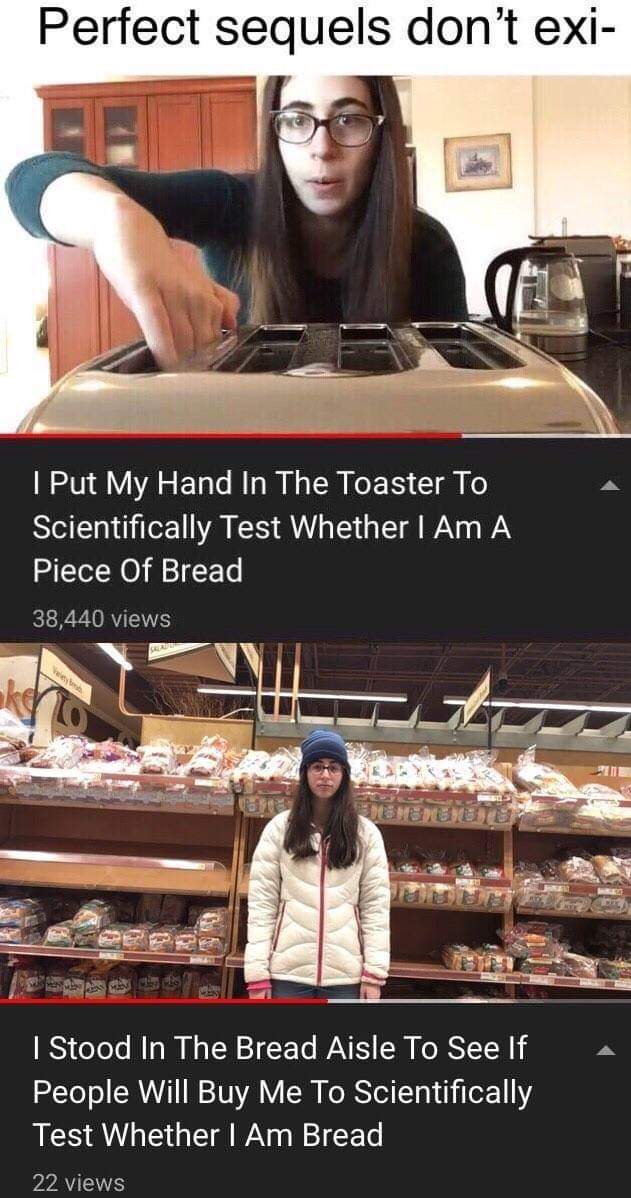 Perfect sequels don't exi-
I Put My Hand In The Toaster To
Scientifically Test Whether I Am A
Piece Of Bread
38,440 views
I Stood In The Bread Aisle To See If
People Will Buy Me To Scientifically
Test Whether I Am Bread
22 views